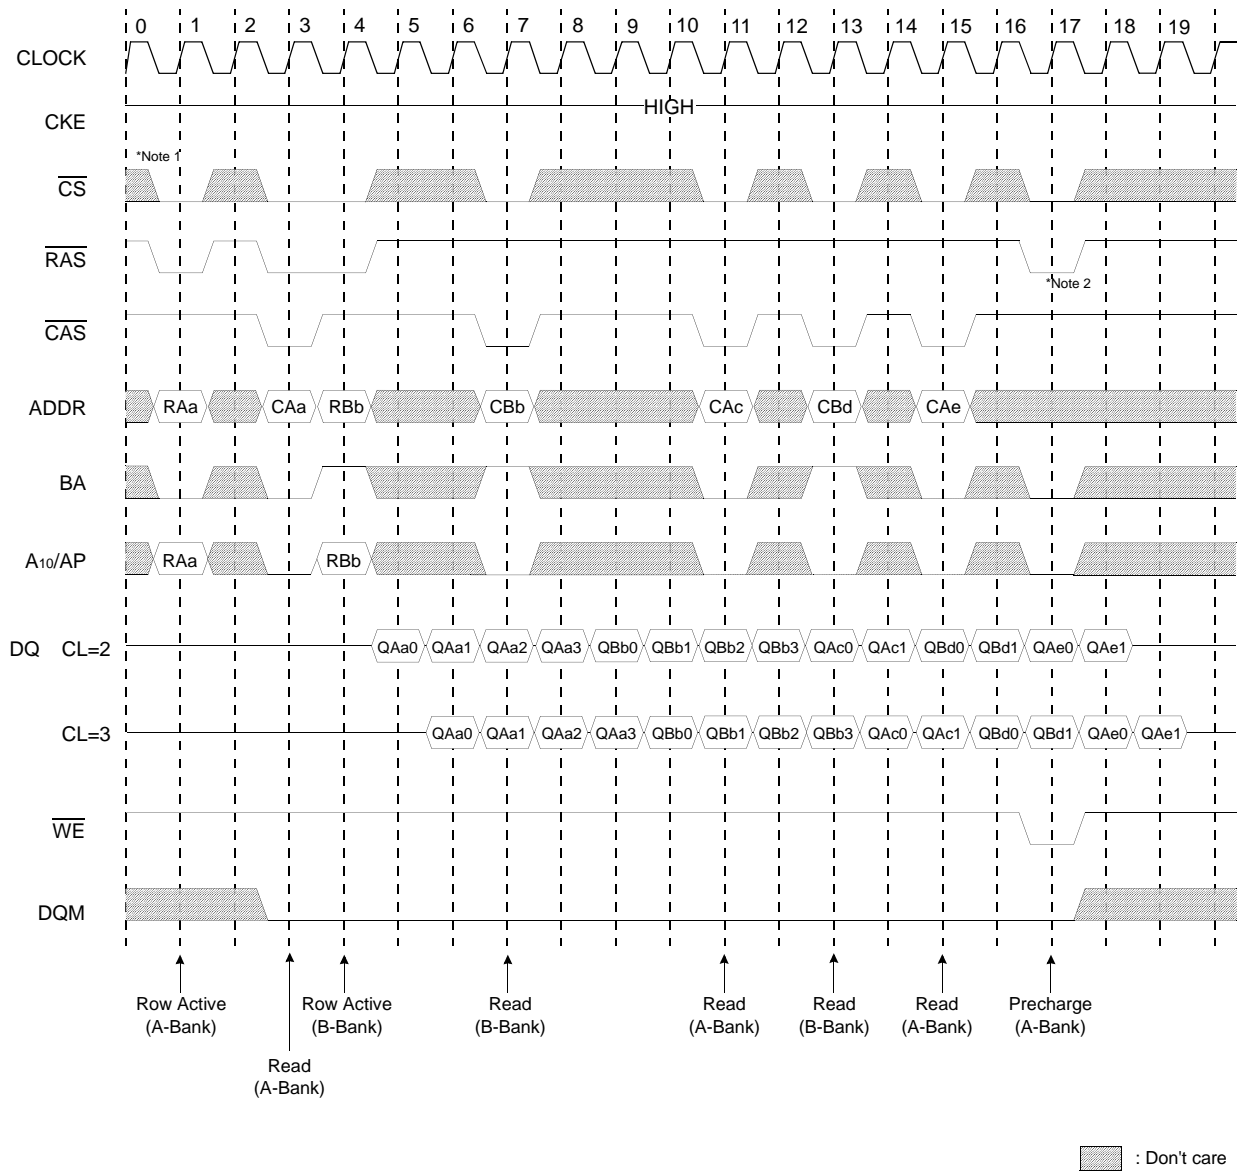 0 1 2 3 4 5 6 7 8 9 10 11 12 13 14 15 16 17 18 19
CLOCK
HIGH
CKE
*Note 1
CS
RAS
*Note 2
CAS
ADDR RAa CAa RBb CBb CAc CBd CAe
BA
A10/AP RAa RBb
DQ CL=2 QAa0 QAa1 QAa2 QAa3 QBb0 QBb1 QBb2 QBb3 QAc0 QAc1 QBd0 QBd1 QAe0 QAe1
CL=3 QAa0 QAa1 QAa2 QAa3 QBb0 QBb1 QBb2 QBb3 QAc0 QAc1 QBd0 QBd1 QAe0 QAe1
WE
DQM
Row Active Row Active Read Read Read Read Precharge
(A-Bank) (B-Bank) (B-Bank) (A-Bank) (B-Bank) (A-Bank) (A-Bank)
Read
(A-Bank)
: Don't care